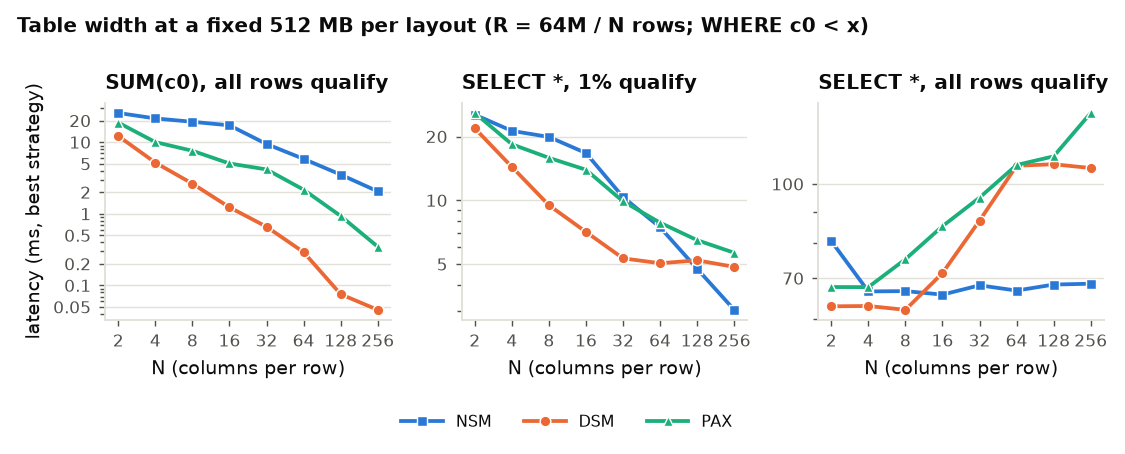 Table width at a fixed 512 MB per layout (R = 64M / N rows; WHERE c0 < x)
SUM(c0), all rows qualify
SELECT *, 1% qualify
SELECT *, all rows qualify
latency (ms, best strategy)
20
10
5
2
1
0.5
0.2
0.1
0.05
2 4 8 16 32 64 128 256
N (columns per row)
20
10
5
2 4 8 16 32 64 128 256
N (columns per row)
100
70
2 4 8 16 32 64 128 256
N (columns per row)
NSM DSM PAX